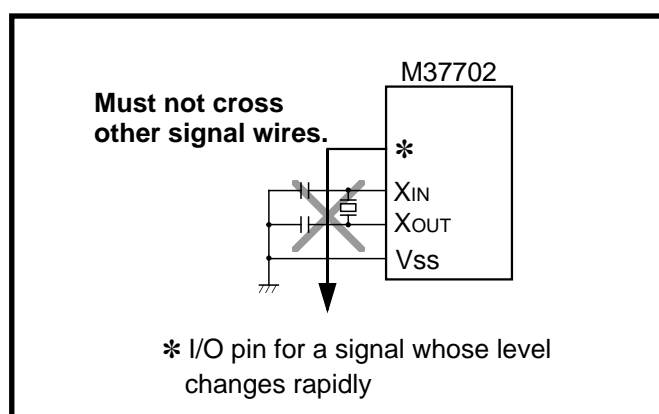 M37702
Must not cross
other signal wires.
✻
XIN
XOUT
Vss
✻ I/O pin for a signal whose level
changes rapidly